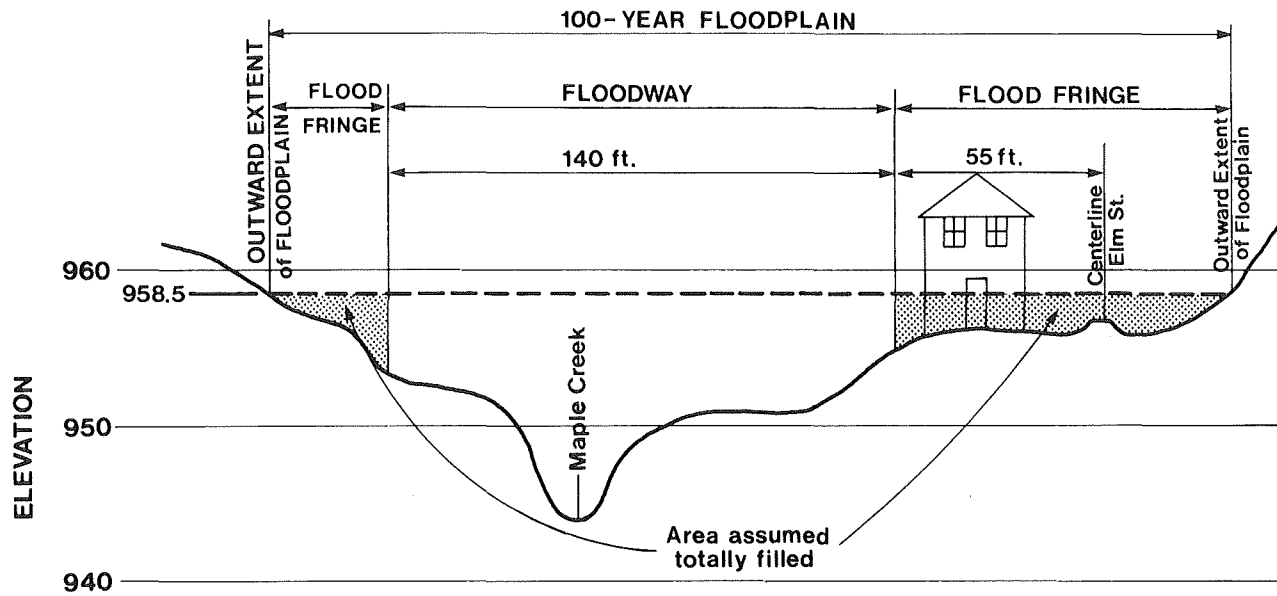 100-YEAR FLOODPLAIN
OUTWARD EXTENT
of FLOODPLAIN
FLOOD
FRINGE
FLOODWAY
FLOOD FRINGE
140 ft.
55 ft.
Centerline
Elm St.
Outward Extent
of Floodplain
960
958.5
950
940
ELEVATION
Maple Creek
Area assumed
totally filled